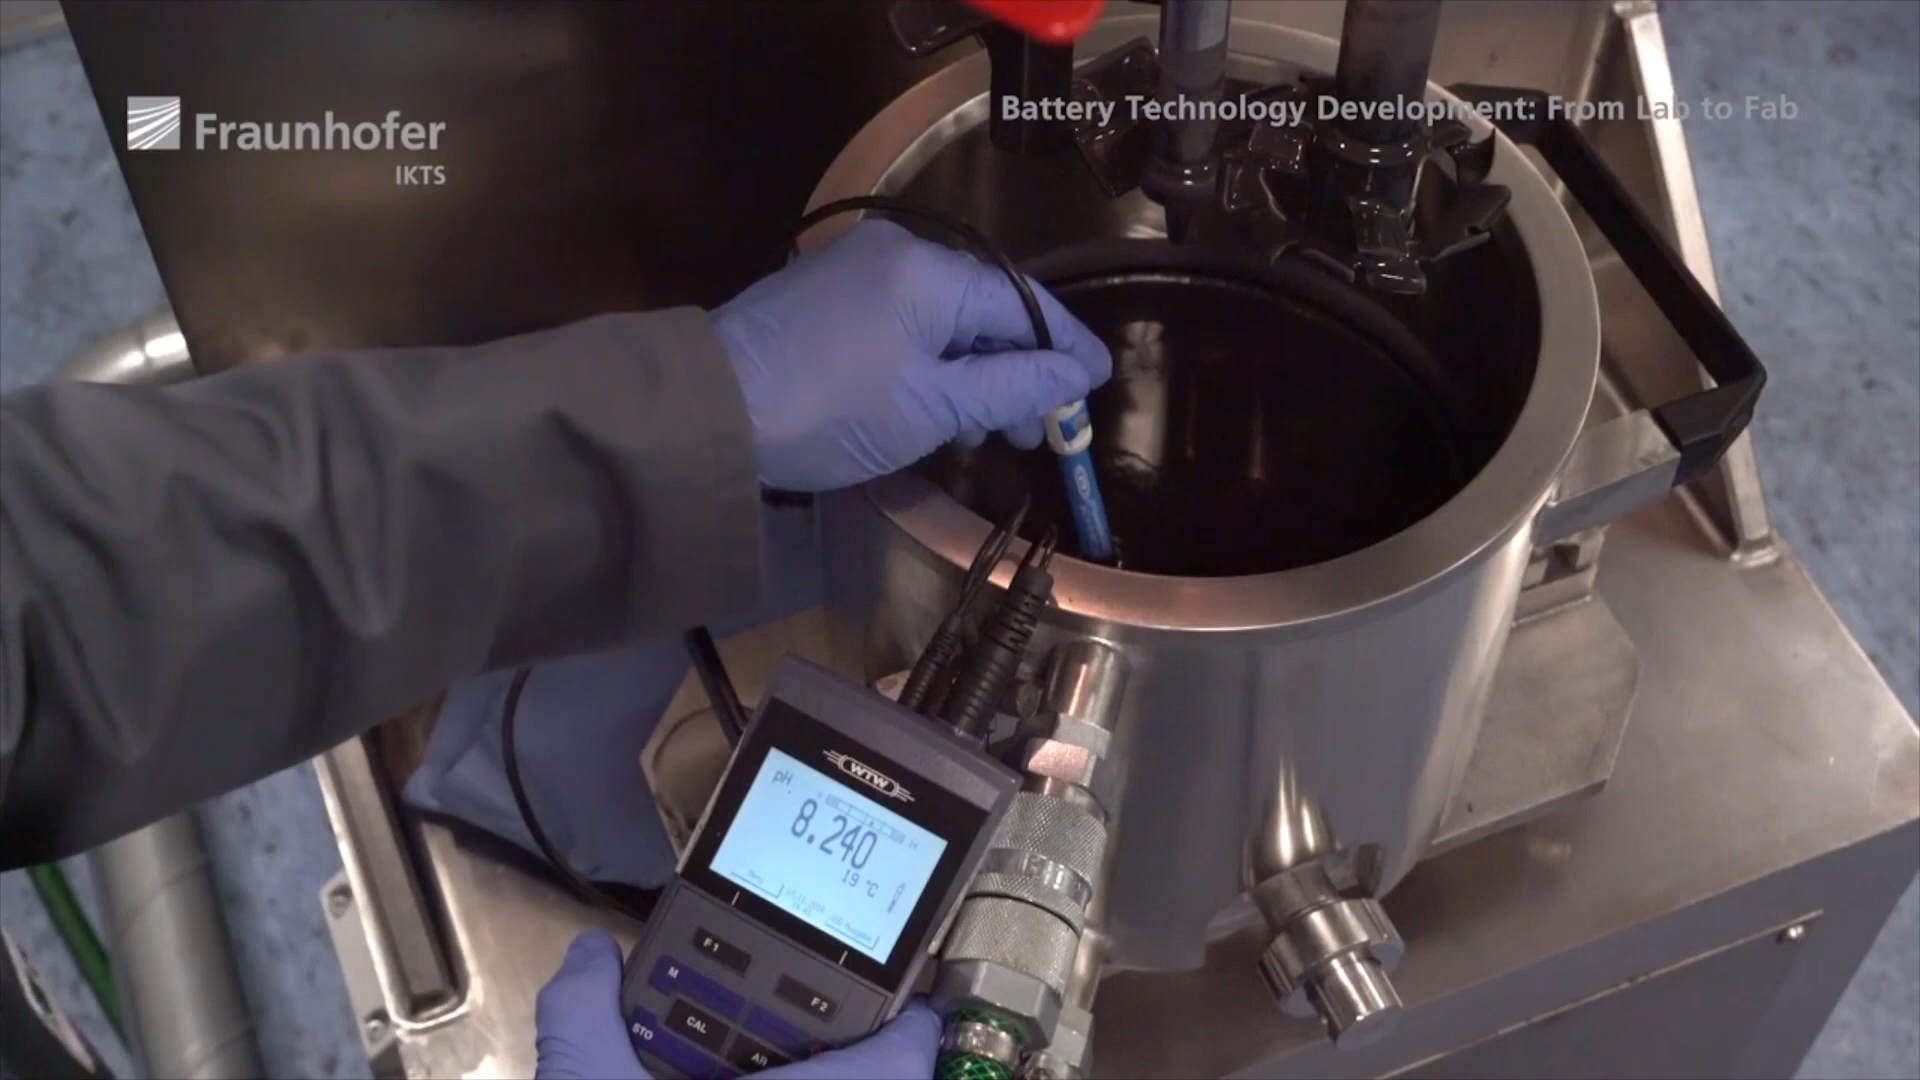 Fraunhofer
IKTS
Battery Technology Development: From Lab to Fab
WTW
pH
8.240
19 °C
F1
F2
M
CAL
STO
AR